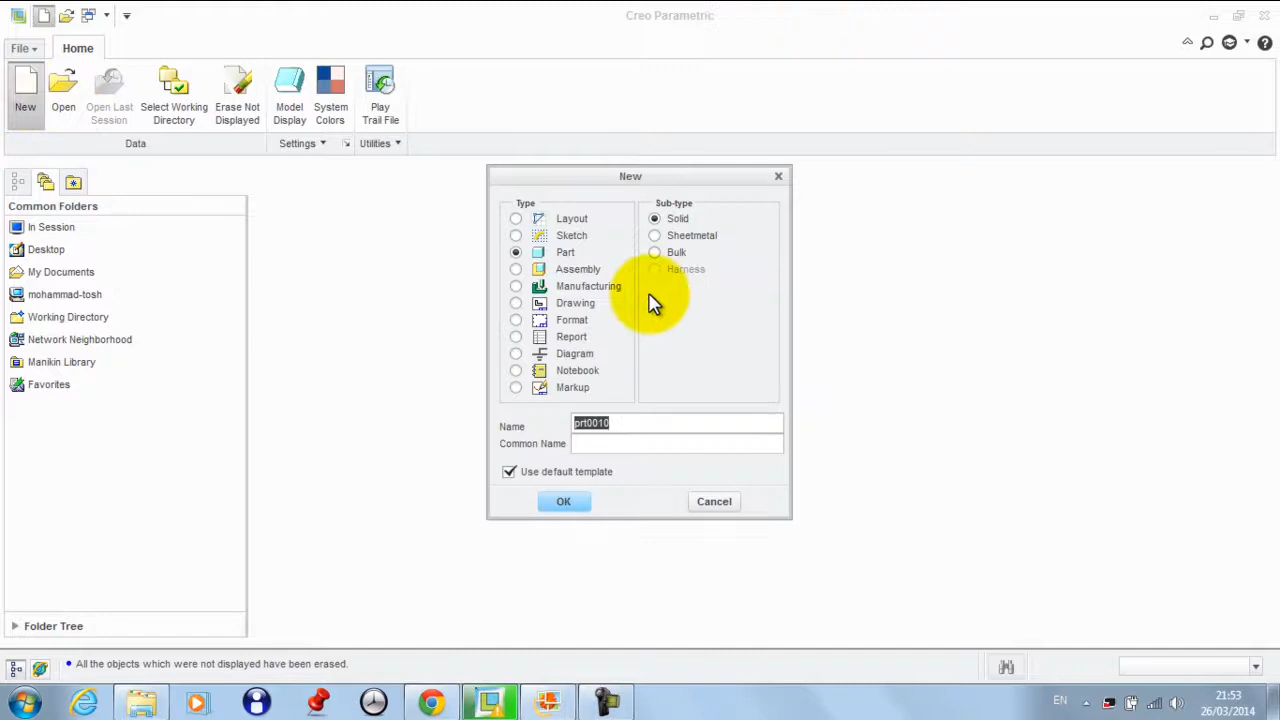 Creo Parametric
File
Home
New
Open
Open Last Session
Select Working Directory
Erase Not Displayed
Model Display
System Colors
Play Trail File
Data
Settings
Utilities
Common Folders
In Session
Desktop
My Documents
mohammad-tosh
Working Directory
Network Neighborhood
Manikin Library
Favorites
Folder Tree
New
Type
Layout
Sketch
Part
Assembly
Manufacturing
Drawing
Format
Report
Diagram
Notebook
Markup
Sub-type
Solid
Sheetmetal
Bulk
Harness
Name
prt0010
Common Name
Use default template
OK
Cancel
All the objects which were not displayed have been erased.
EN
21:53
26/03/2014